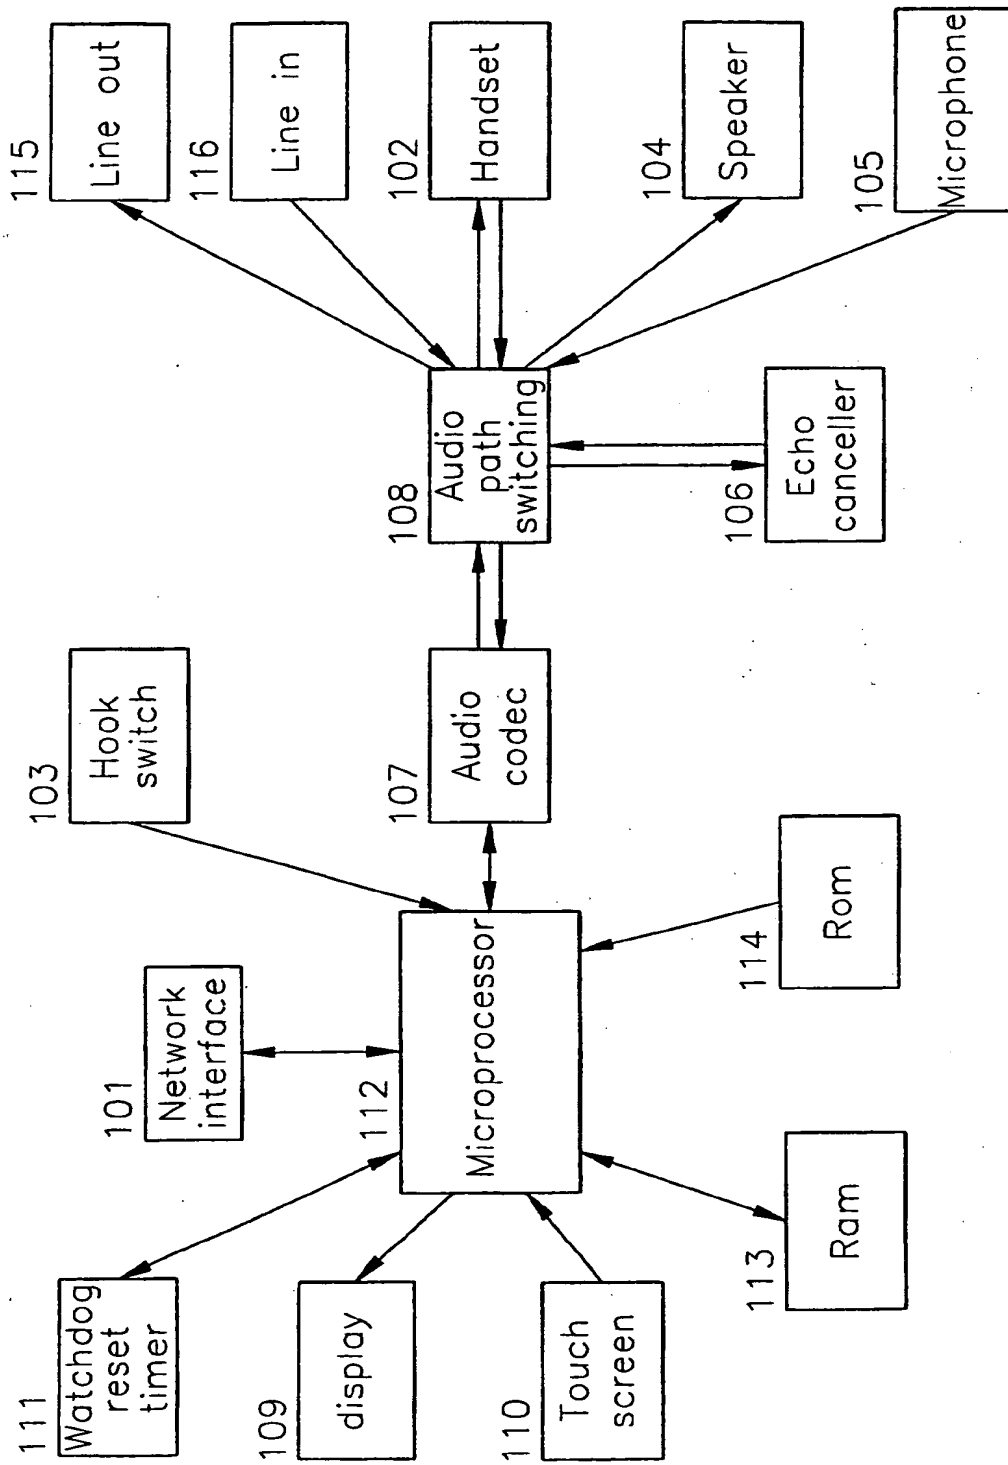 111
Watchdog
reset
timer
109
display
110
Touch
screen
101
Network
interface
112
Microprocessor
113
Ram
114
Rom
103
Hook
switch
107
Audio
codec
108
Audio
path
switching
106
Echo
canceller
115
Line out
116
Line in
102
Handset
104
Speaker
105
Microphone